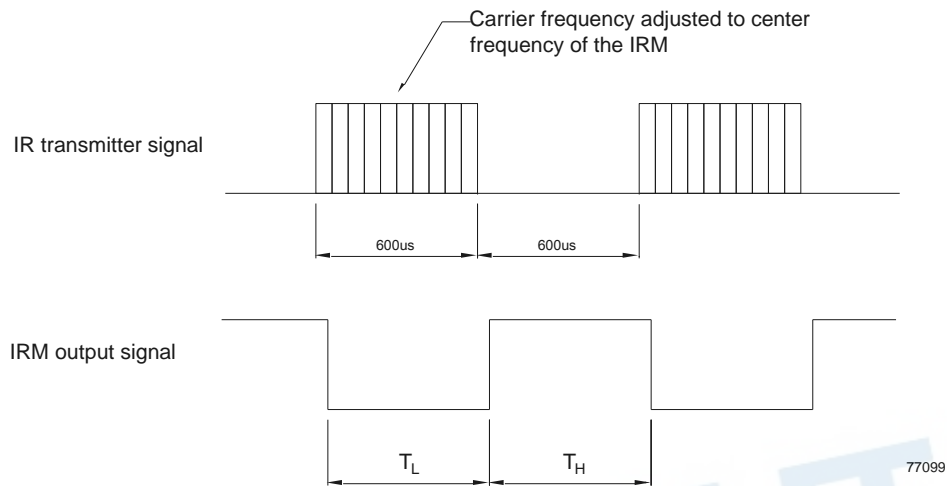 Carrier frequency adjusted to center
frequency of the IRM
IR transmitter signal
600us
600us
IRM output signal
TL
TH
77099